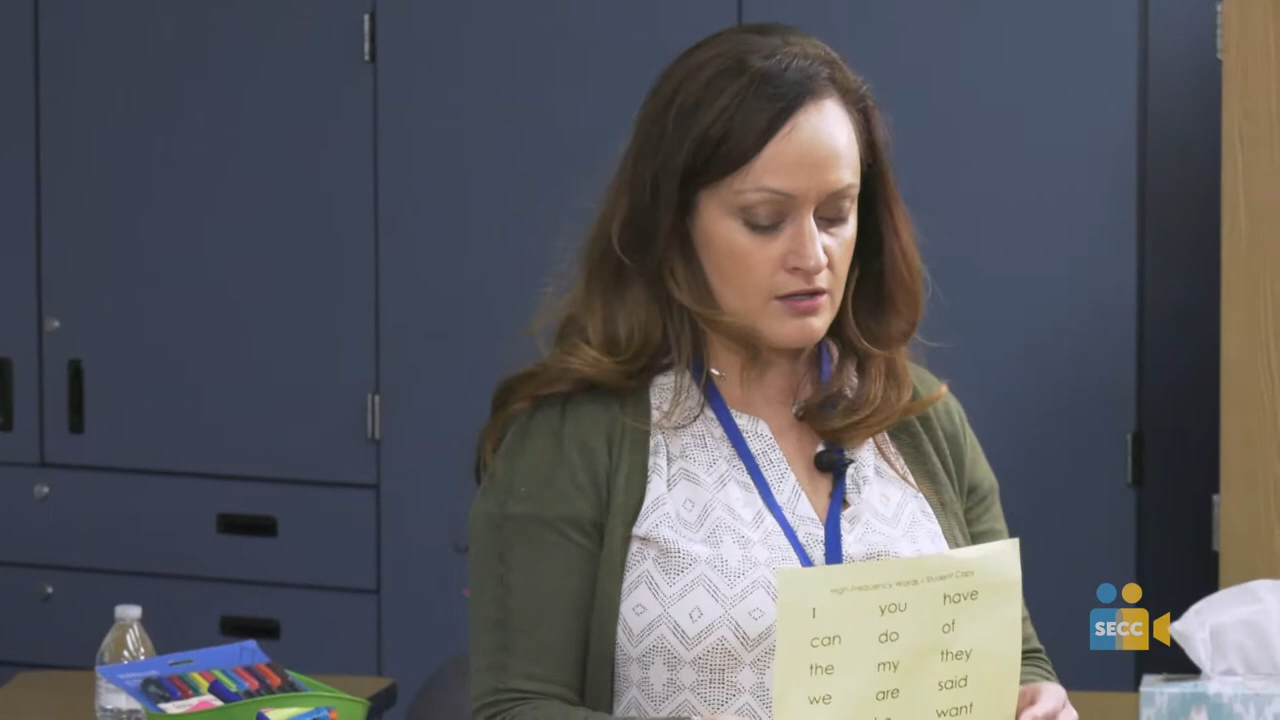 High Frequency Words - Student Copy
I you have
can do of
the my they
we are said
want
SECC